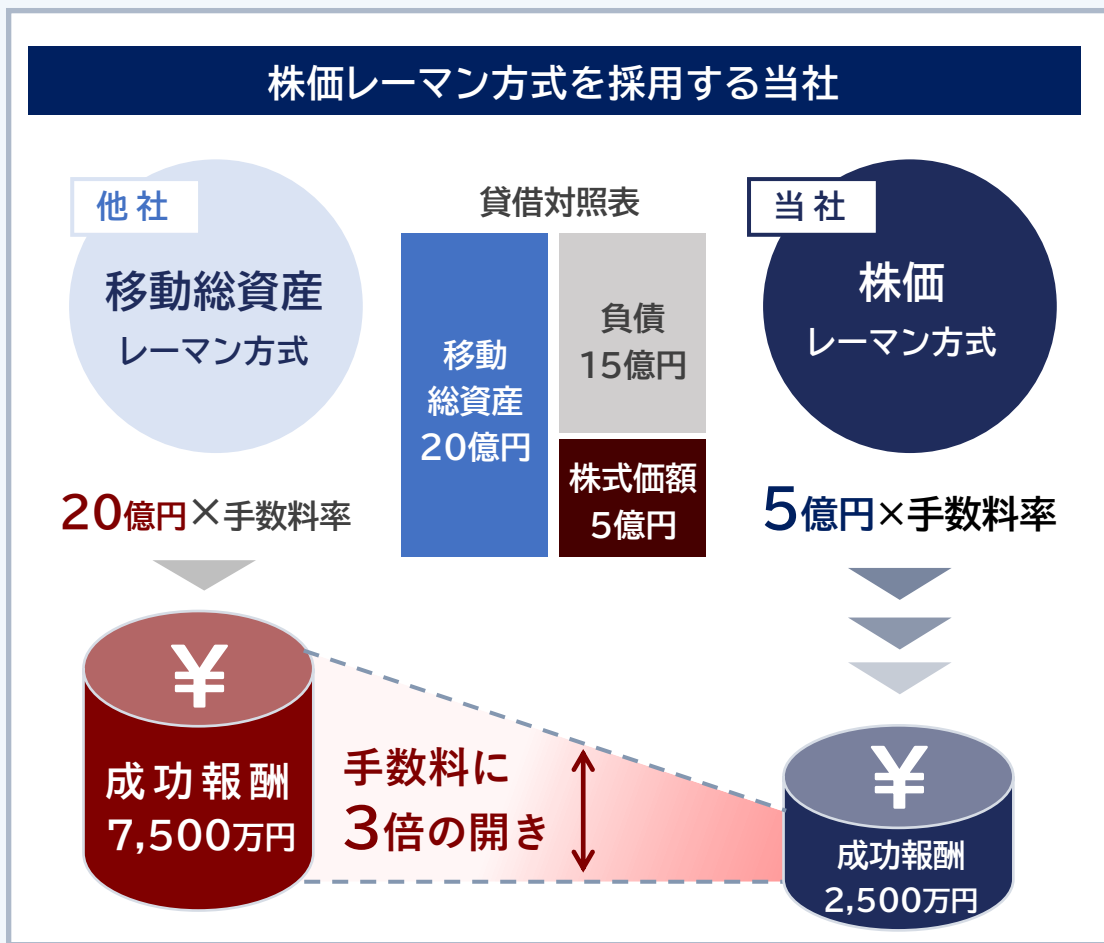 株価レーマン方式を採用する当社
他社
移動総資産
レーマン方式
20億円×手数料率
貸借対照表
移動
総資産
20億円
負債
15億円
株式価額
5億円
当社
株価
レーマン方式
5億円×手数料率
¥
成功報酬
7,500万円
手数料に
3倍の開き
¥
成功報酬
2,500万円